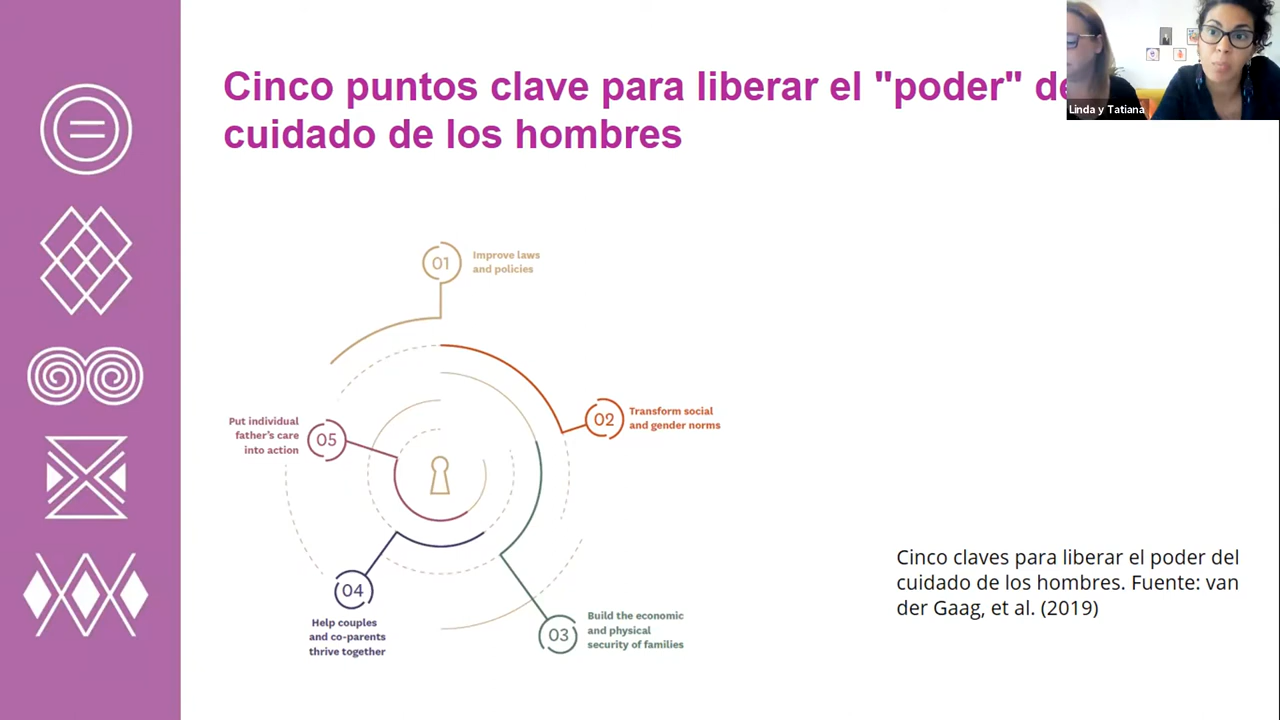 Cinco puntos clave para liberar el "poder" de
cuidado de los hombres
Linda y Tatiana
01
Improve laws
and policies
02
Transform social
and gender norms
Put individual
father's care
into action
05
04
Help couples
and co-parents
thrive together
03
Build the economic
and physical
security of families
Cinco claves para liberar el poder del
cuidado de los hombres. Fuente: van
der Gaag, et al. (2019)